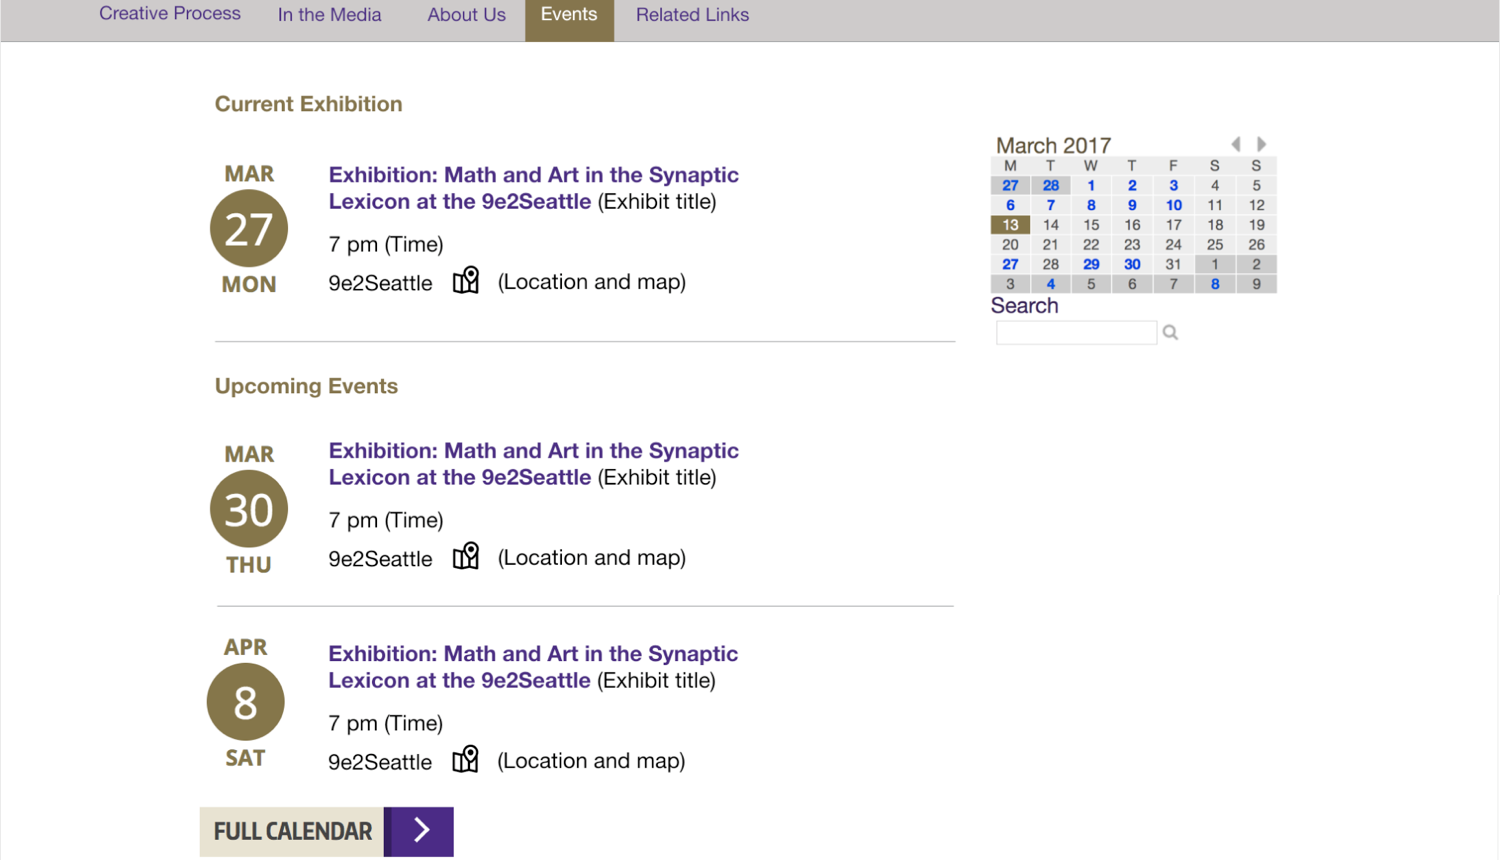 Creative Process In the Media About Us Events Related Links
Current Exhibition
MAR
27
MON
Exhibition: Math and Art in the Synaptic
Lexicon at the 9e2Seattle (Exhibit title)
7 pm (Time)
9e2Seattle (Location and map)
March 2017
M T W T F S S
27 28 1 2 3 4 5
6 7 8 9 10 11 12
13 14 15 16 17 18 19
20 21 22 23 24 25 26
27 28 29 30 31 1 2
3 4 5 6 7 8 9
Search
Upcoming Events
MAR
30
THU
Exhibition: Math and Art in the Synaptic
Lexicon at the 9e2Seattle (Exhibit title)
7 pm (Time)
9e2Seattle (Location and map)
APR
8
SAT
Exhibition: Math and Art in the Synaptic
Lexicon at the 9e2Seattle (Exhibit title)
7 pm (Time)
9e2Seattle (Location and map)
FULL CALENDAR